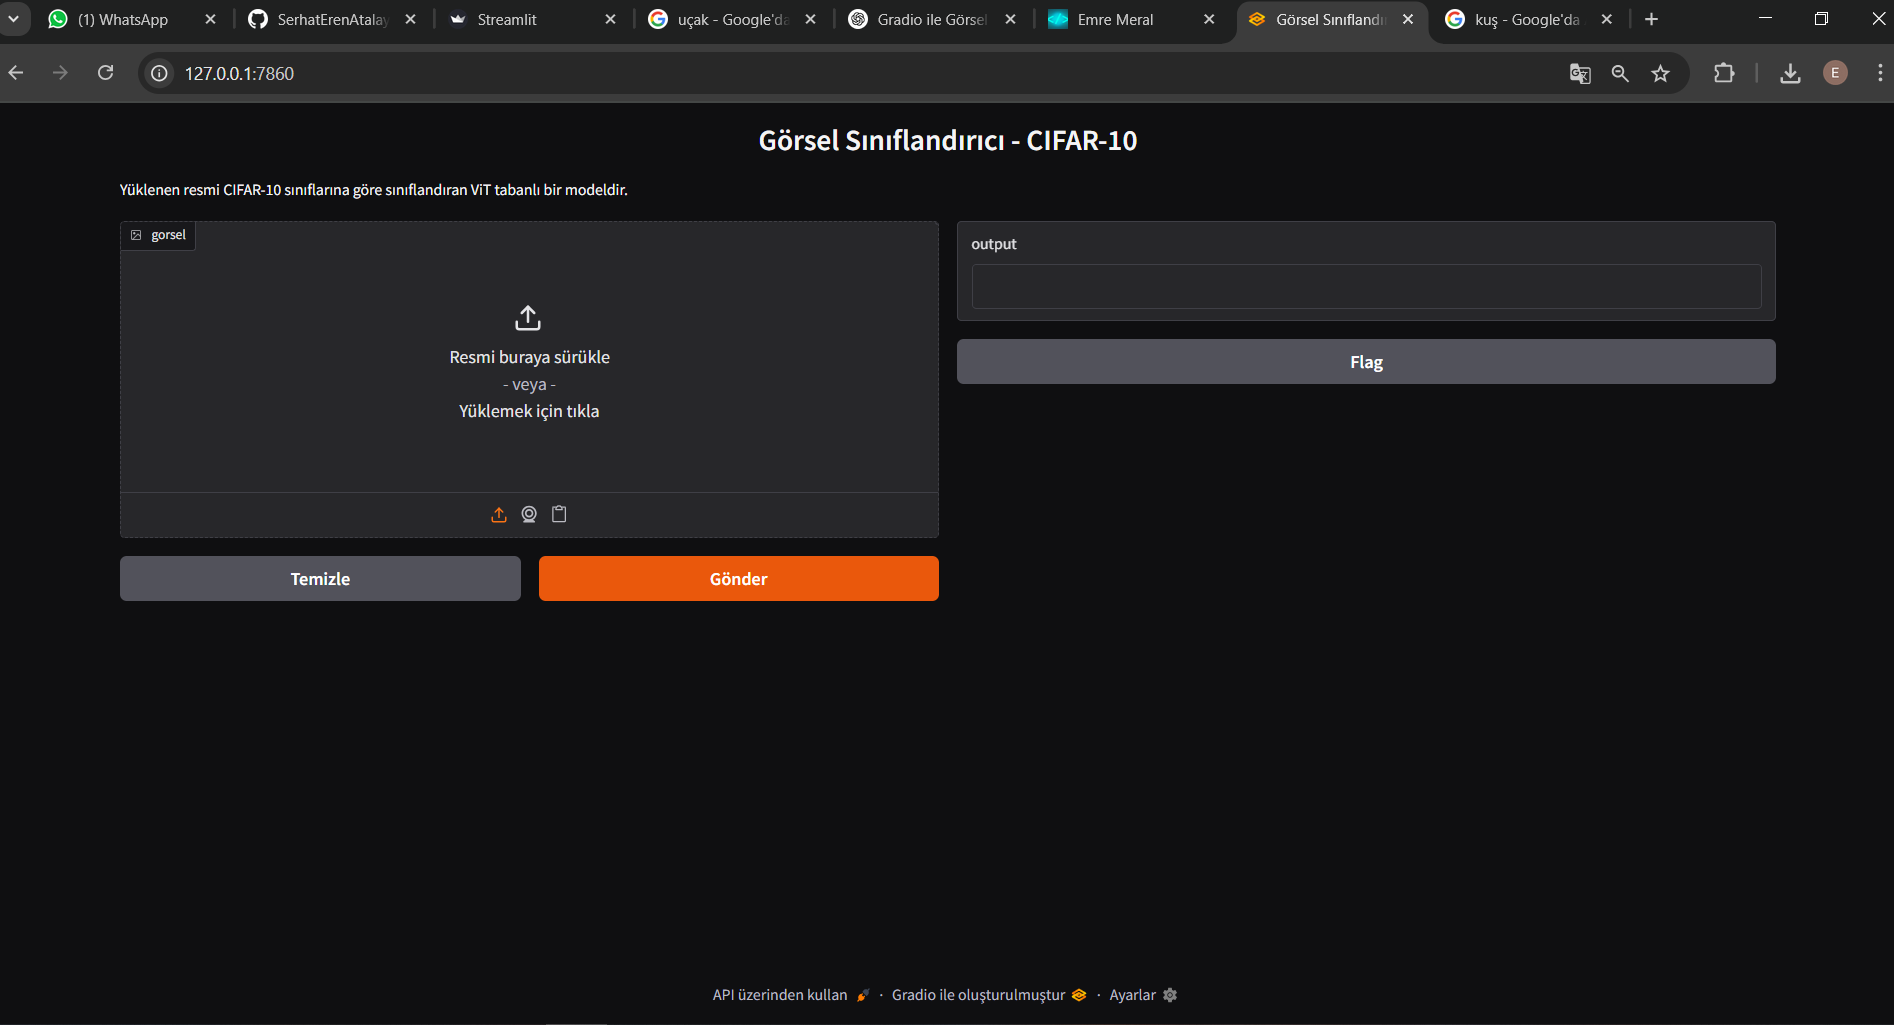 (1) WhatsApp
SerhatErenAtalay
Streamlit
uçak - Google'da
Gradio ile Görsel
Emre Meral
Görsel Sınıflandı
kuş - Google'da
127.0.0.1:7860
E
Görsel Sınıflandırıcı - CIFAR-10
Yüklenen resmi CIFAR-10 sınıflarına göre sınıflandıran ViT tabanlı bir modeldir.
gorsel
Resmi buraya sürükle
- veya -
Yüklemek için tıkla
Temizle
Gönder
output
Flag
API üzerinden kullan · Gradio ile oluşturulmuştur · Ayarlar